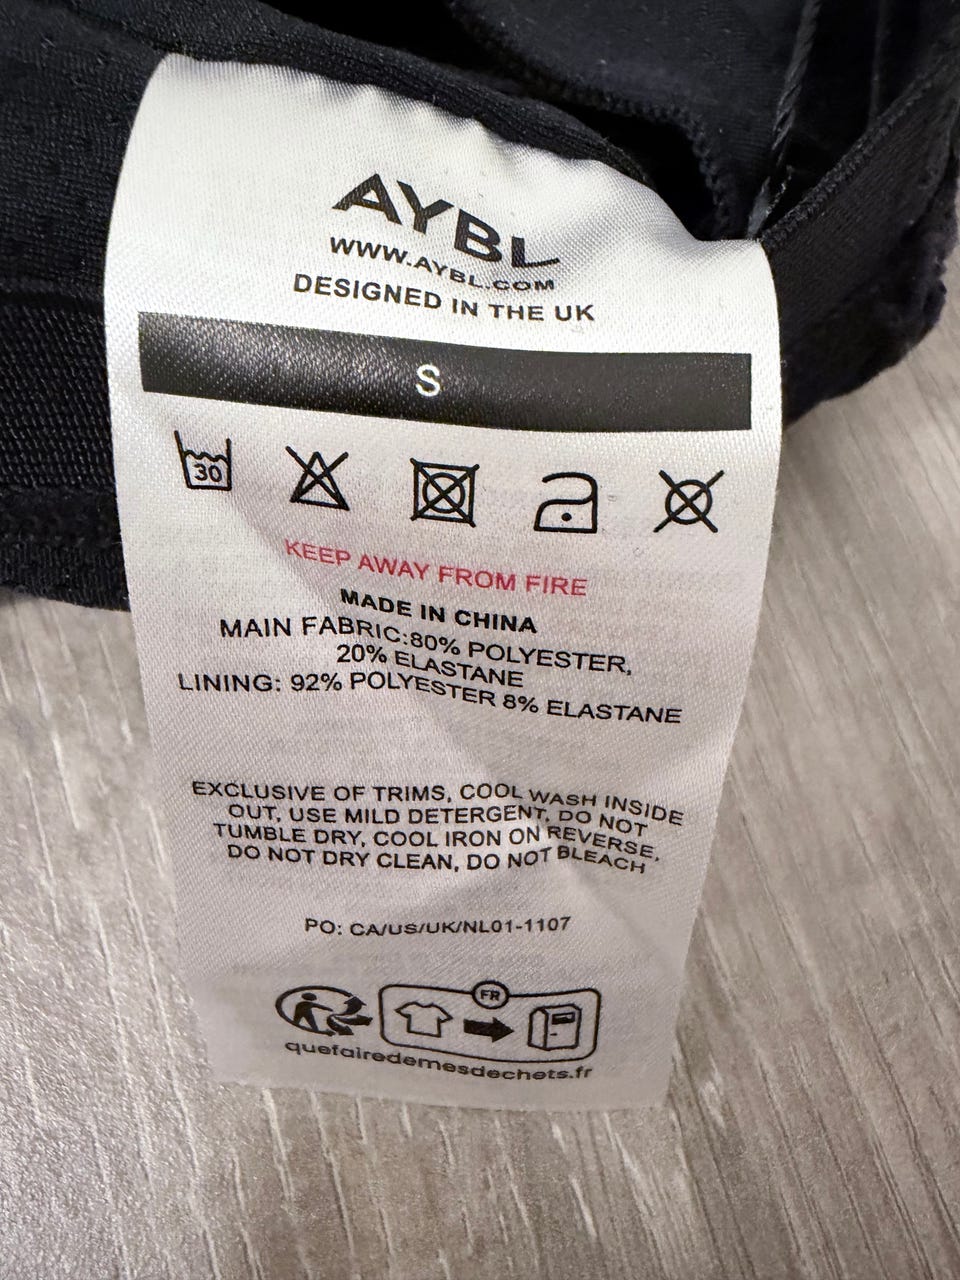 AYBL
WWW.AYBL.COM
DESIGNED IN THE UK
S
30
KEEP AWAY FROM FIRE
MADE IN CHINA
MAIN FABRIC:80% POLYESTER,
20% ELASTANE
LINING: 92% POLYESTER 8% ELASTANE
EXCLUSIVE OF TRIMS, COOL WASH INSIDE
OUT, USE MILD DETERGENT, DO NOT
TUMBLE DRY, COOL IRON ON REVERSE,
DO NOT DRY CLEAN, DO NOT BLEACH
PO: CA/US/UK/NL01-1107
FR
quefairedemesdechets.fr